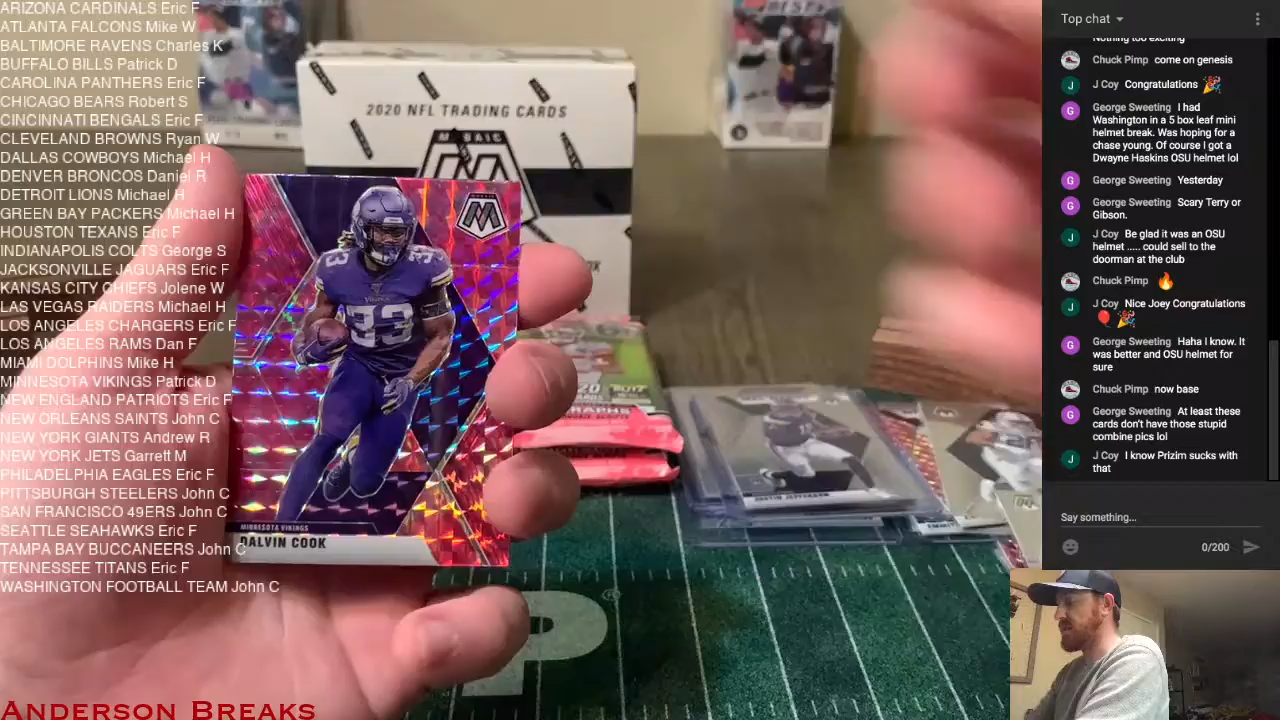 ARIZONA CARDINALS Eric F
ATLANTA FALCONS Mike W
BALTIMORE RAVENS Charles K
BUFFALO BILLS Patrick D
CAROLINA PANTHERS Eric F
CHICAGO BEARS Robert S
CINCINNATI BENGALS Eric F
CLEVELAND BROWNS Ryan W
DALLAS COWBOYS Michael H
DENVER BRONCOS Daniel R
DETROIT LIONS Michael H
GREEN BAY PACKERS Michael H
HOUSTON TEXANS Eric F
INDIANAPOLIS COLTS George S
JACKSONVILLE JAGUARS Eric F
KANSAS CITY CHIEFS Jolene W
LAS VEGAS RAIDERS Michael H
LOS ANGELES CHARGERS Eric F
LOS ANGELES RAMS Dan F
MIAMI DOLPHINS Mike H
MINNESOTA VIKINGS Patrick D
NEW ENGLAND PATRIOTS Eric F
NEW ORLEANS SAINTS John C
NEW YORK GIANTS Andrew R
NEW YORK JETS Garrett M
PHILADELPHIA EAGLES Eric F
PITTSBURGH STEELERS John C
SAN FRANCISCO 49ERS John C
SEATTLE SEAHAWKS Eric F
TAMPA BAY BUCCANEERS John C
TENNESSEE TITANS Eric F
WASHINGTON FOOTBALL TEAM John C
ANDERSON BREAKS
2020 NFL TRADING CARDS
MOSAIC
MOSAIC
33
VIKINGS
33
MINNESOTA VIKINGS
DALVIN COOK
JUSTIN JEFFERSON
P
®
Top chat
Nothing too exciting
Chuck Pimp come on genesis
J Coy Congratulations 🎉
George Sweeting I had
Washington in a 5 box leaf mini
helmet break. Was hoping for a
chase young. Of course I got a
Dwayne Haskins OSU helmet lol
George Sweeting Yesterday
George Sweeting Scary Terry or
Gibson.
J Coy Be glad it was an OSU
helmet ..... could sell to the
doorman at the club
Chuck Pimp 🔥
J Coy Nice Joey Congratulations
🎈 🎉
George Sweeting Haha I know. It
was better and OSU helmet for
sure
Chuck Pimp now base
George Sweeting At least these
cards don't have those stupid
combine pics lol
J Coy I know Prizim sucks with
that
Say something...
0/200